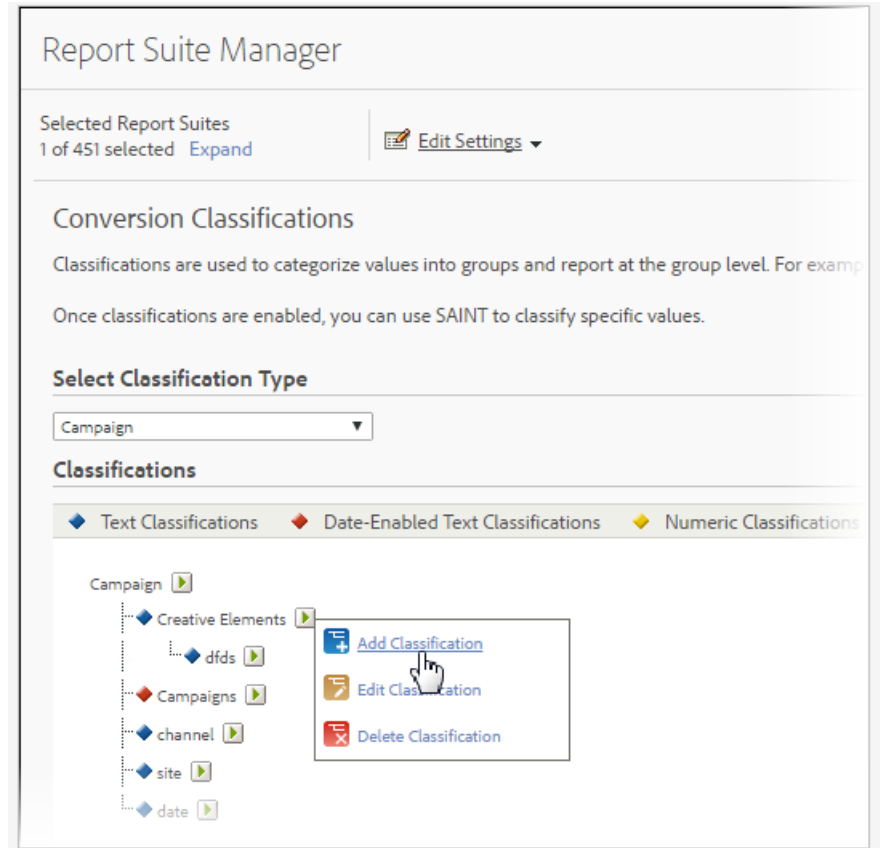 Report Suite Manager
Selected Report Suites
1 of 451 selected Expand
Edit Settings
Conversion Classifications
Classifications are used to categorize values into groups and report at the group level. For examp
Once classifications are enabled, you can use SAINT to classify specific values.
Select Classification Type
Campaign
Classifications
Text Classifications Date-Enabled Text Classifications Numeric Classifications
Campaign
Creative Elements
dfds
Campaigns
channel
site
date
Add Classification
Edit Classification
Delete Classification